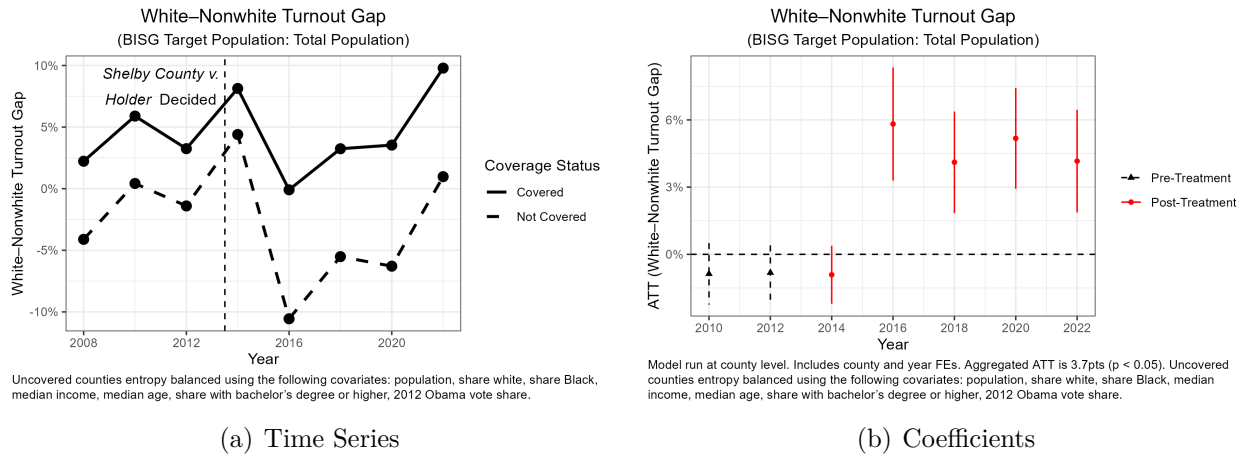 White–Nonwhite Turnout Gap
(BISG Target Population: Total Population)
White–Nonwhite Turnout Gap
10%
5%
0%
-5%
-10%
Shelby County v.
Holder Decided
2008
2012
2016
2020
Year
Coverage Status
Covered
Not Covered
Uncovered counties entropy balanced using the following covariates: population, share white, share Black,
median income, median age, share with bachelor's degree or higher, 2012 Obama vote share.
(a) Time Series
White–Nonwhite Turnout Gap
(BISG Target Population: Total Population)
ATT (White–Nonwhite Turnout Gap)
6%
3%
0%
2010
2012
2014
2016
2018
2020
2022
Year
Pre-Treatment
Post-Treatment
Model run at county level. Includes county and year FEs. Aggregated ATT is 3.7pts (p < 0.05). Uncovered
counties entropy balanced using the following covariates: population, share white, share Black, median
income, median age, share with bachelor's degree or higher, 2012 Obama vote share.
(b) Coefficients